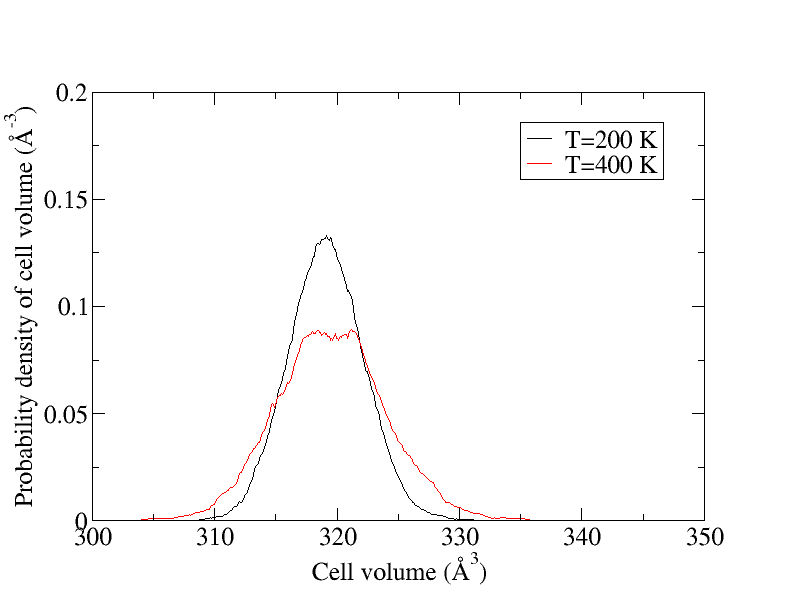 0.2
0.15
0.1
0.05
0
300
310
320
330
340
350
T=200 K
T=400 K
Probability density of cell volume (Å⁻³)
Cell volume (Å³)